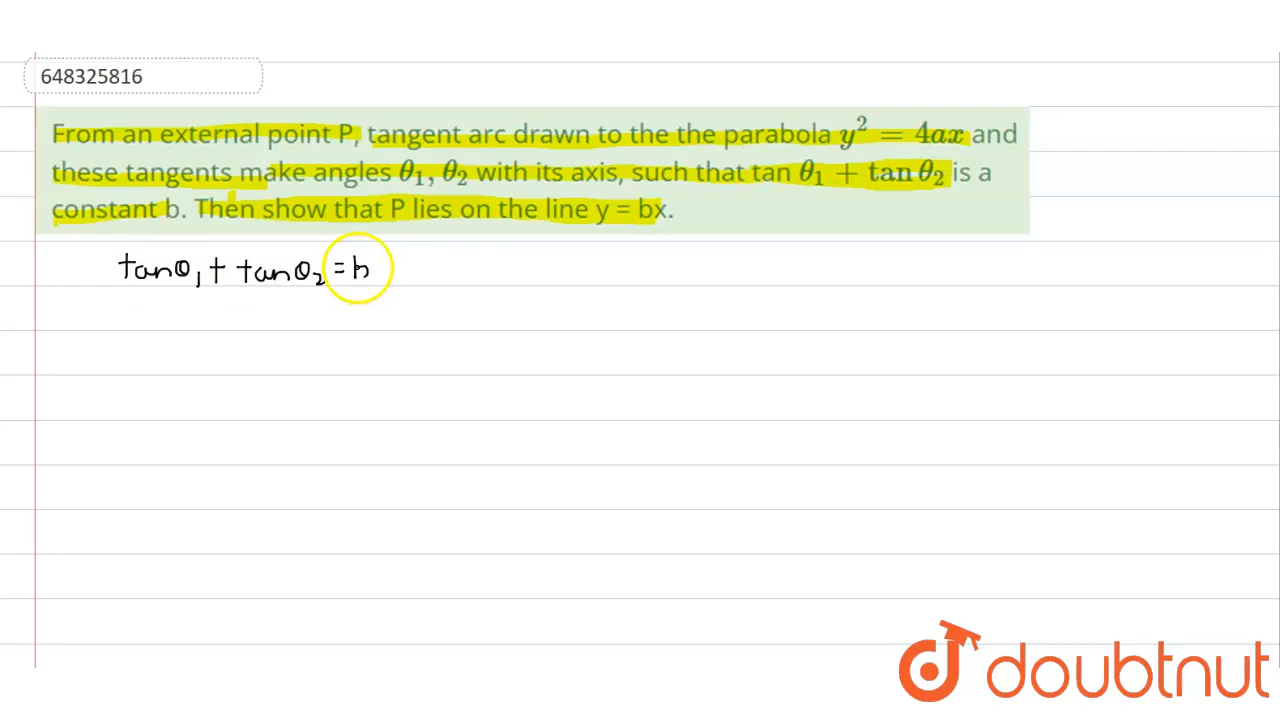 648325816
From an external point P, tangent arc drawn to the the parabola y² = 4ax and
these tangents make angles θ₁, θ₂ with its axis, such that tan θ₁ + tan θ₂ is a
constant b. Then show that P lies on the line y = bx.
tanθ₁ + tanθ₂ = b
doubtnut